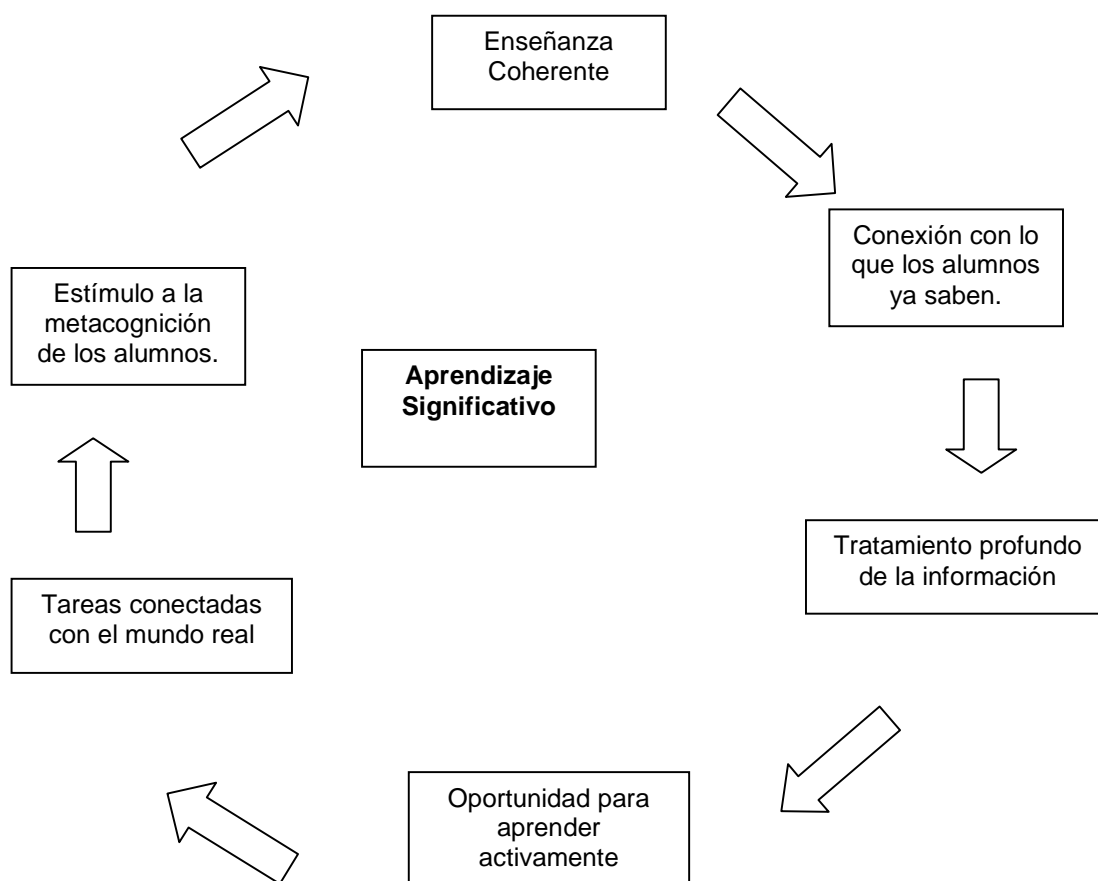 Enseñanza
Coherente
Conexión con lo
que los alumnos
ya saben.
Estímulo a la
metacognición
de los alumnos.
Aprendizaje
Significativo
Tratamiento profundo
de la información
Tareas conectadas
con el mundo real
Oportunidad para
aprender
activamente